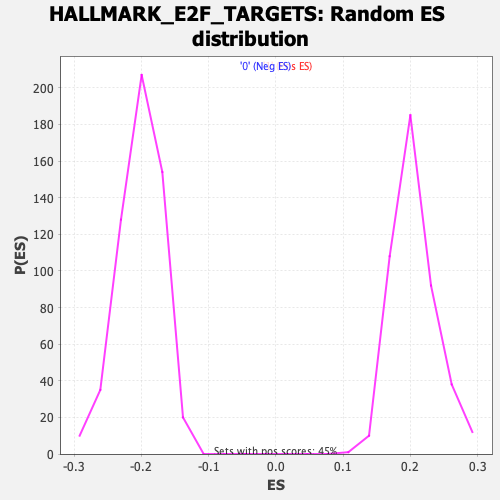 HALLMARK_E2F_TARGETS: Random ES
distribution
'0' (Neg ES)s ES)
200
180
160
140
120
100
80
60
40
20
0
P(ES)
Sets with pos scores: 45%
-0.3 -0.2 -0.1 0.0 0.1 0.2 0.3
ES